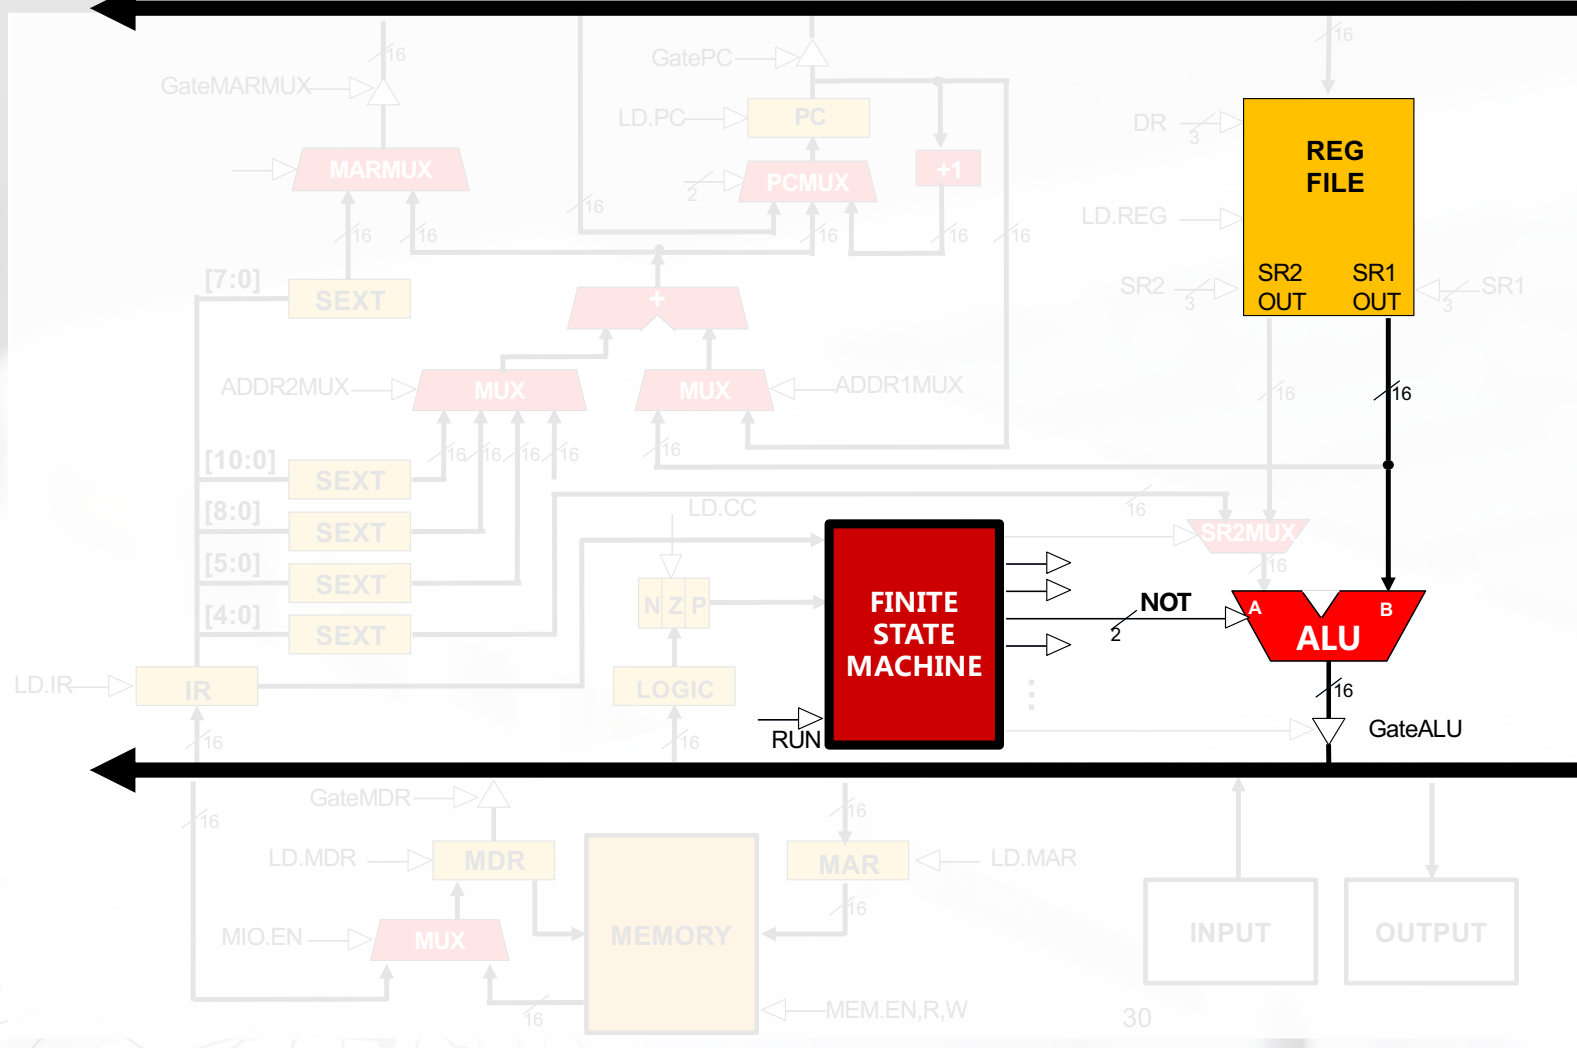 16
16
GatePC
GateMARMUX
LD.PC
PC
DR
3
REG
FILE
MARMUX
2
PCMUX
+1
16
LD.REG
16
16
16
16
16
[7:0]
SEXT
+
SR2
3
SR2
OUT
SR1
OUT
3
SR1
ADDR2MUX
MUX
MUX
ADDR1MUX
16
16
[10:0]
SEXT
16
16
16
16
16
[8:0]
SEXT
LD.CC
16
SR2MUX
16
[5:0]
SEXT
N Z P
FINITE
STATE
MACHINE
NOT
2
A
B
ALU
[4:0]
SEXT
LD.IR
IR
LOGIC
16
RUN
GateALU
16
16
GateMDR
16
16
LD.MDR
MDR
MAR
LD.MAR
16
MIO.EN
MUX
MEMORY
INPUT
OUTPUT
16
MEM.EN,R,W
30